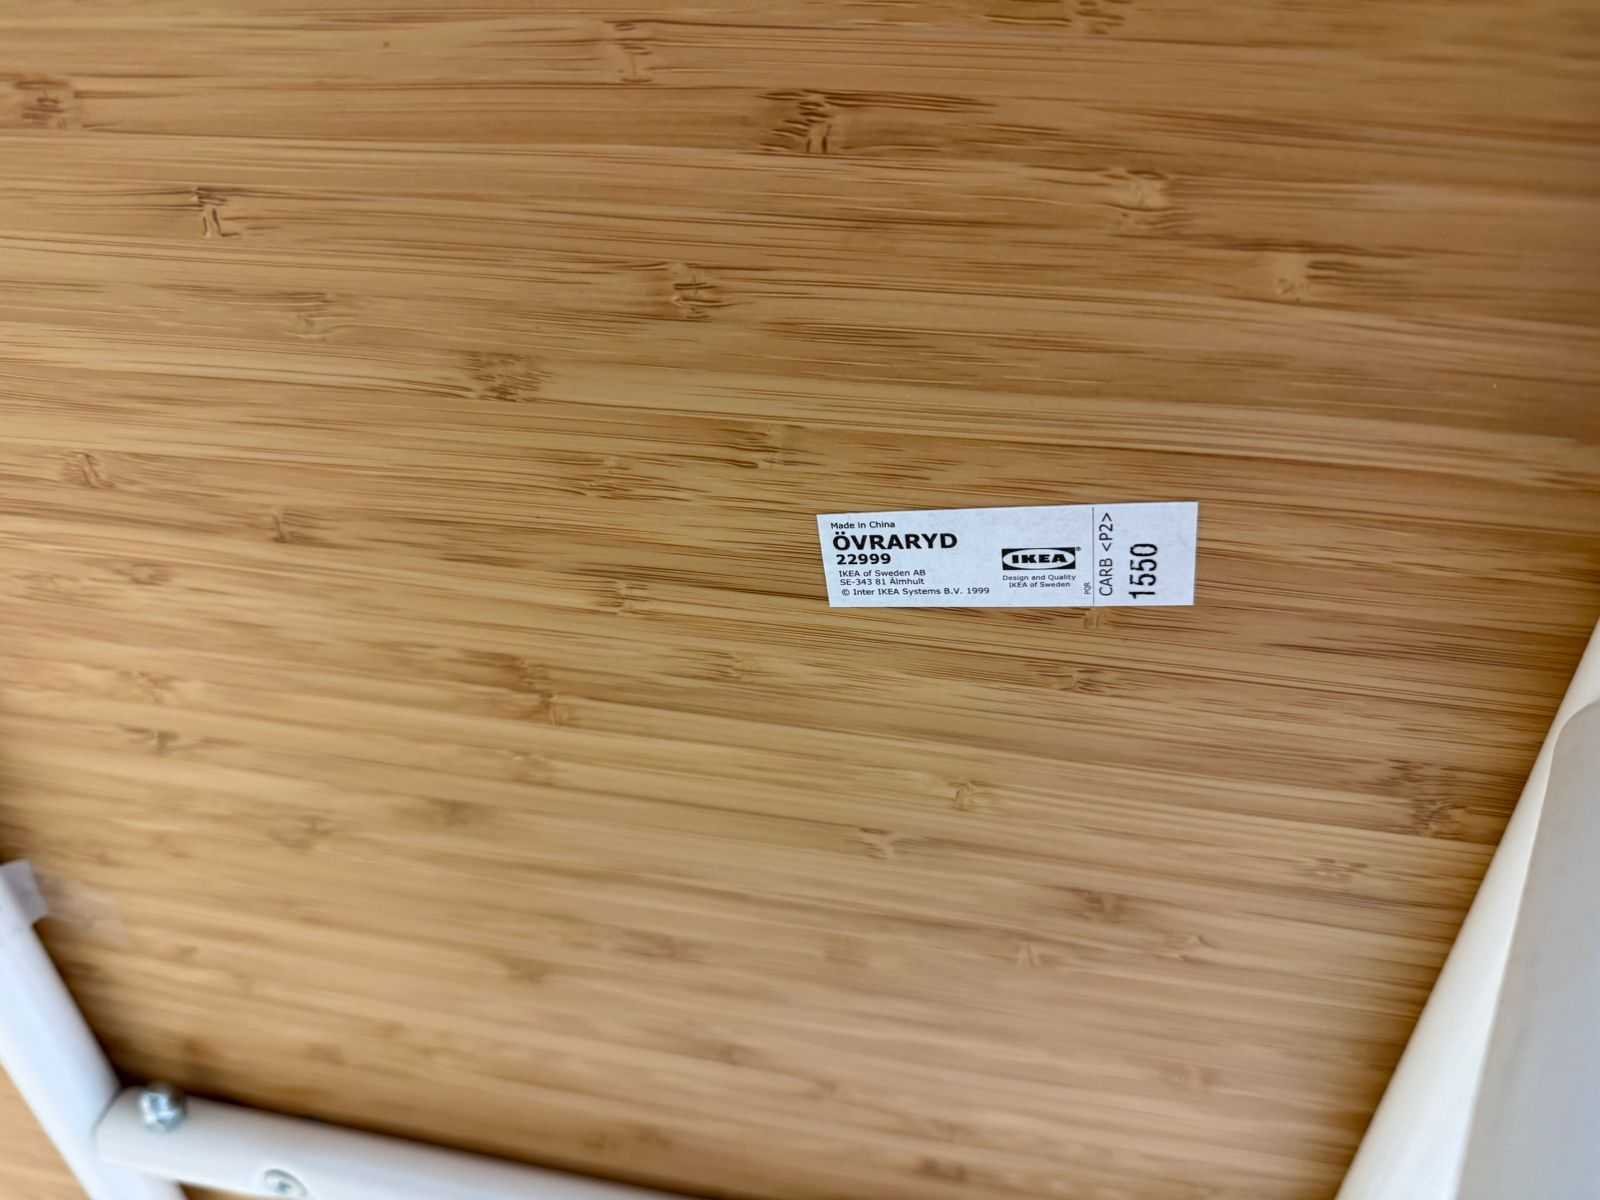 Made in China
ÖVRARYD
22999
IKEA of Sweden AB
SE-343 81 Älmhult
© Inter IKEA Systems B.V. 1999
IKEA®
Design and Quality
IKEA of Sweden
PQR
CARB <P2>
1550